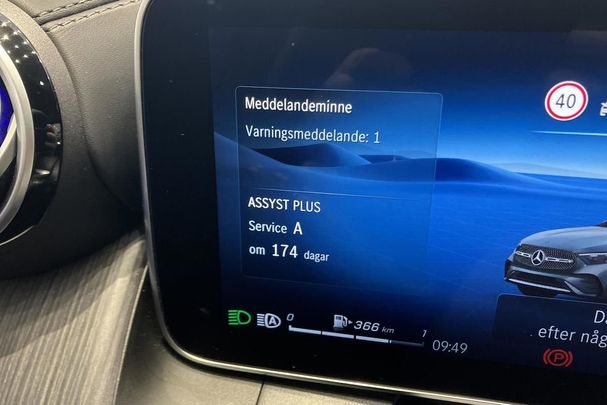 Meddelandeminne
40
Varningsmeddelande: 1
ASSYST PLUS
Service A
om 174 dagar
0 366 km 1
09:49
efter någ
P